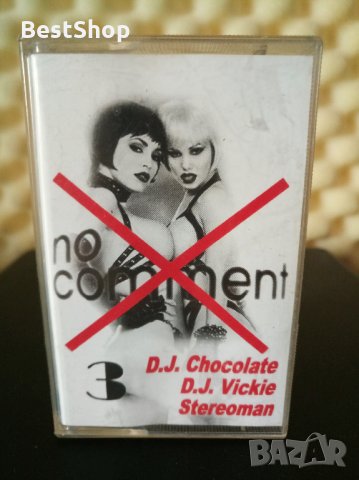 BestShop
no
comment
3
D.J. Chocolate
D.J. Vickie
Stereoman
BAZAR